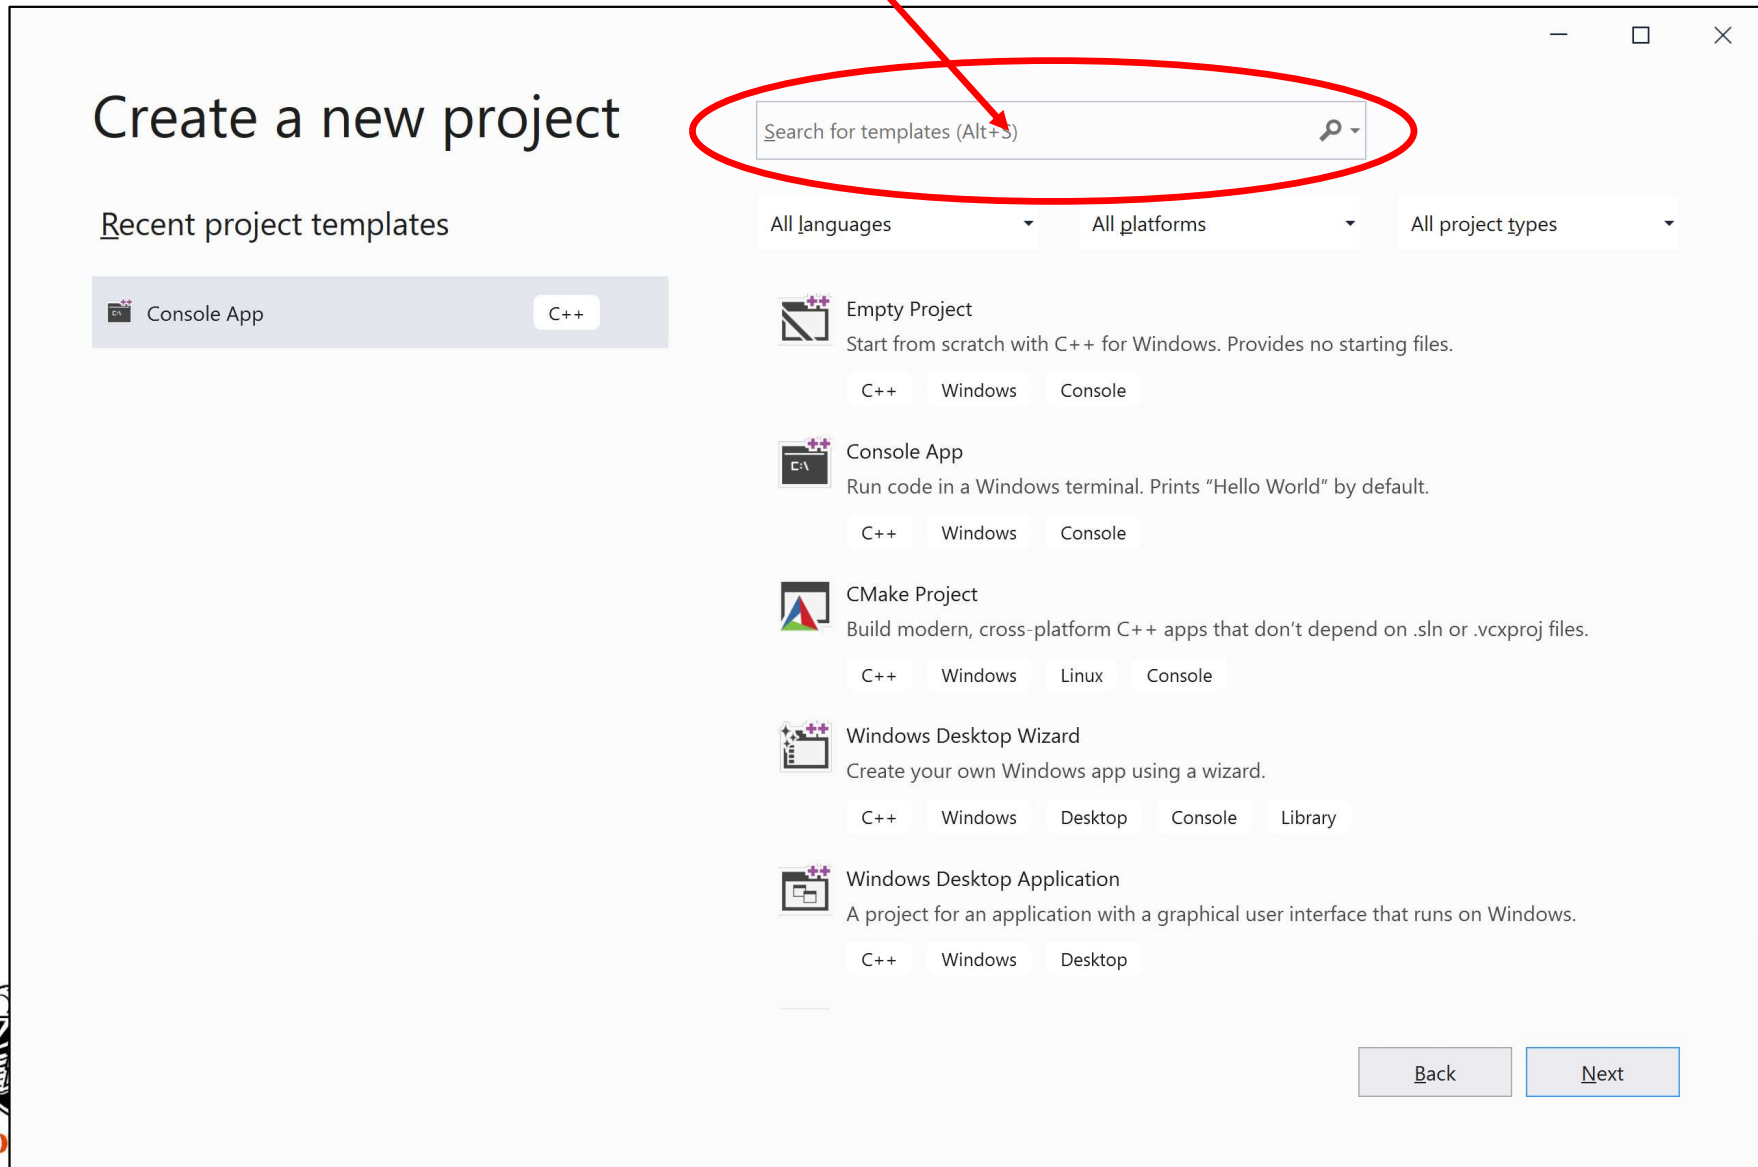 Create a new project
Search for templates (Alt+S)
Recent project templates
All languages
All platforms
All project types
Console App
C++
Empty Project
Start from scratch with C++ for Windows. Provides no starting files.
C++ Windows Console
Console App
Run code in a Windows terminal. Prints “Hello World” by default.
C++ Windows Console
CMake Project
Build modern, cross-platform C++ apps that don’t depend on .sln or .vcxproj files.
C++ Windows Linux Console
Windows Desktop Wizard
Create your own Windows app using a wizard.
C++ Windows Desktop Console Library
Windows Desktop Application
A project for an application with a graphical user interface that runs on Windows.
C++ Windows Desktop
Back
Next